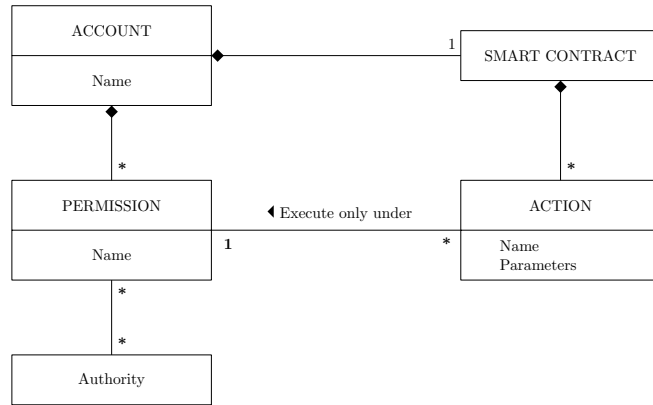 ACCOUNT
Name
1
SMART CONTRACT
*
*
PERMISSION
Name
Execute only under
1
*
ACTION
Name
Parameters
*
*
Authority